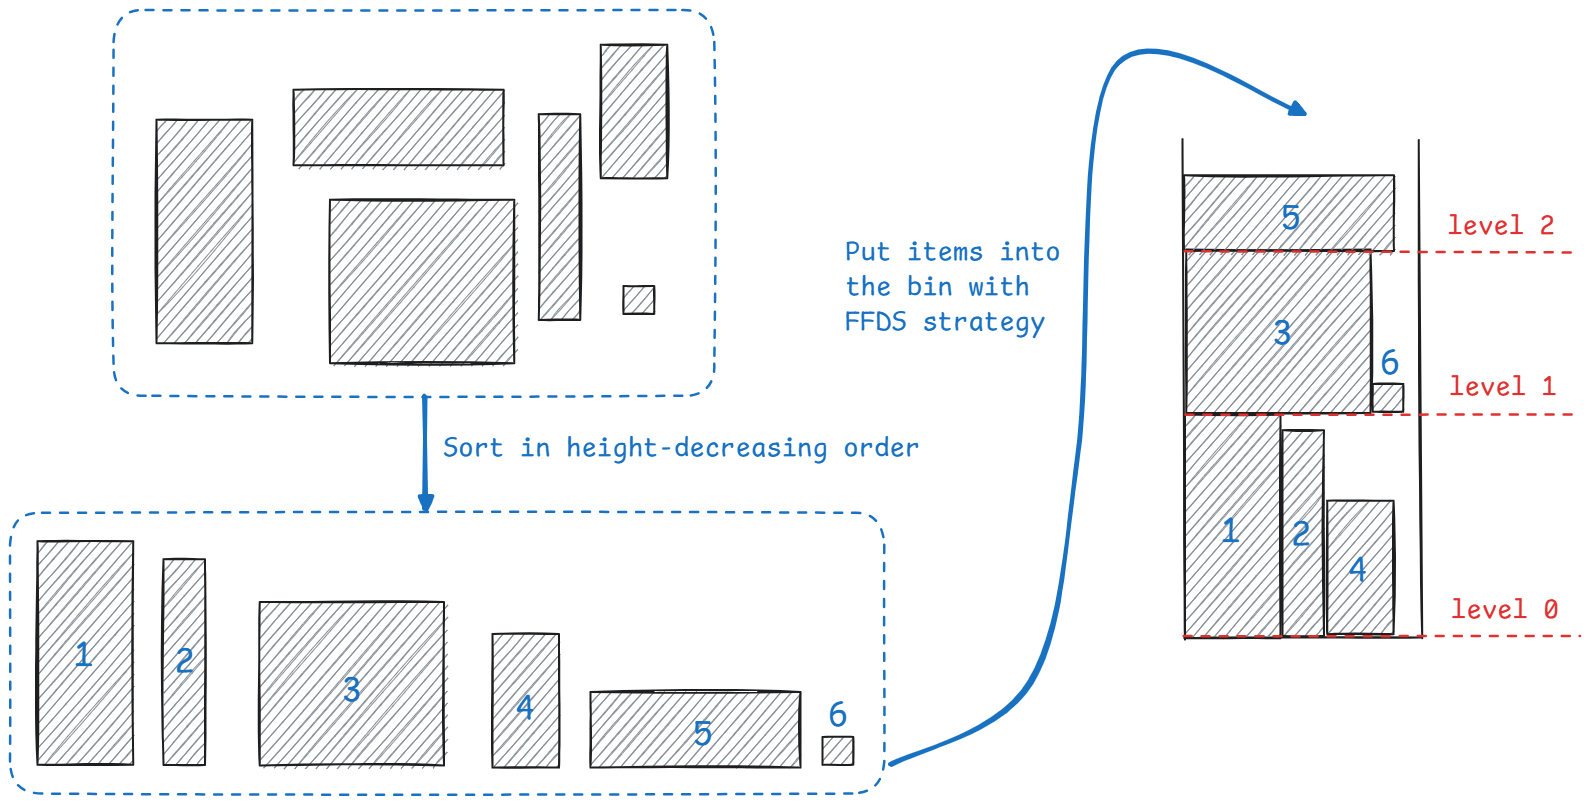 Sort in height-decreasing order
1
2
3
4
5
6
Put items into
the bin with
FFDS strategy
5
level 2
3
6
level 1
1
2
4
level 0